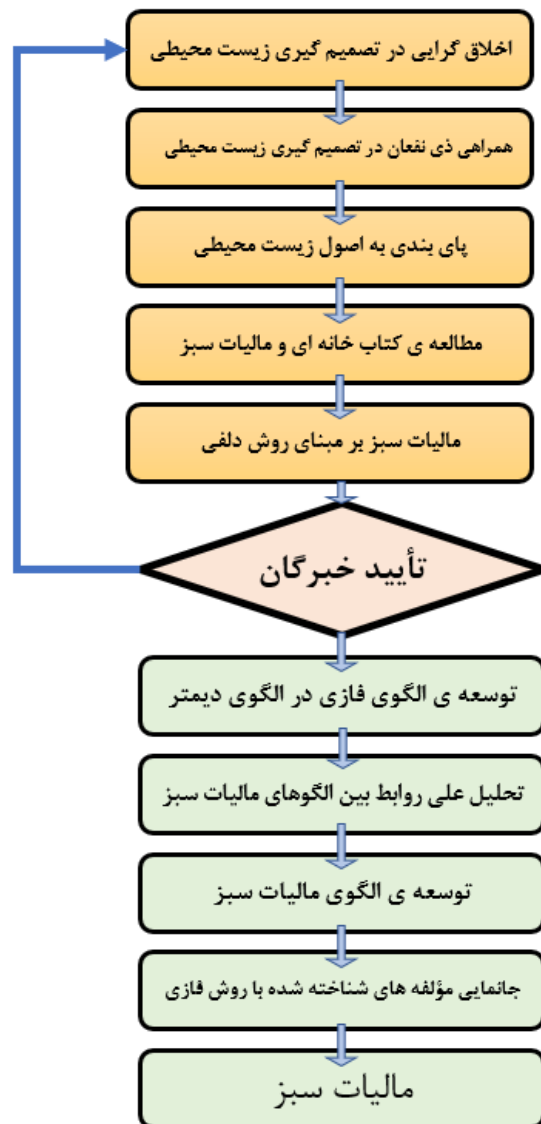 اخلاق گرایی در تصمیم گیری زیست محیطی
همراهی ذی نفعان در تصمیم گیری زیست محیطی
پای بندی به اصول زیست محیطی
مطالعه ی کتاب خانه ای و مالیات سبز
مالیات سبز بر مبنای روش دلفی
تأیید خبرگان
توسعه ی الگوی فازی در الگوی دیمتر
تحلیل علی روابط بین الگوهای مالیات سبز
توسعه ی الگوی مالیات سبز
جانمایی مؤلفه های شناخته شده با روش فازی
مالیات سبز